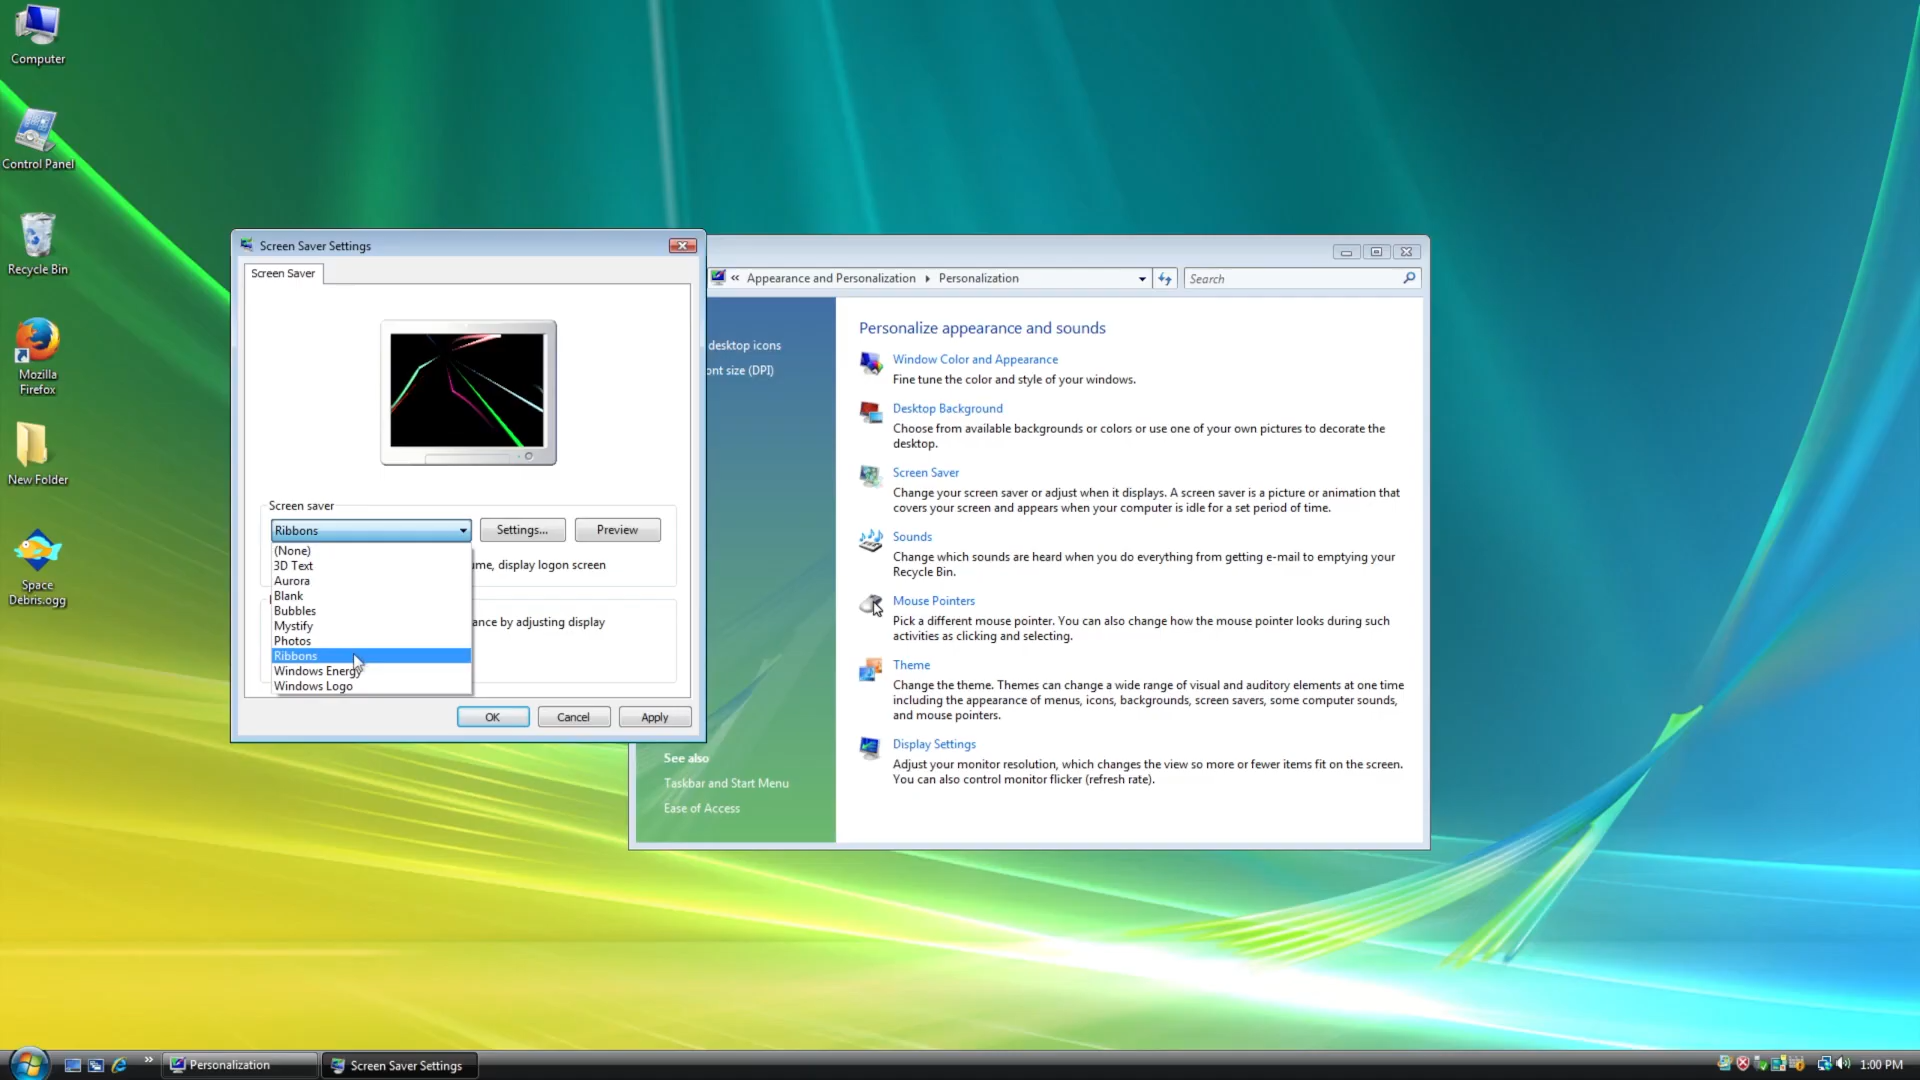 Computer
Control Panel
Recycle Bin
Mozilla
Firefox
New Folder
Space
Debris.ogg
Screen Saver Settings
Screen Saver
Screen saver
Ribbons
Settings...
Preview
(None)
3D Text
Aurora
Blank
Bubbles
Mystify
Photos
Ribbons
Windows Energy
Windows Logo
display logon screen
by adjusting display
OK
Cancel
Apply
« Appearance and Personalization
Personalization
Search
desktop icons
size (DPI)
See also
Taskbar and Start Menu
Ease of Access
Personalize appearance and sounds
Window Color and Appearance
Fine tune the color and style of your windows.
Desktop Background
Choose from available backgrounds or colors or use one of your own pictures to decorate the
desktop.
Screen Saver
Change your screen saver or adjust when it displays. A screen saver is a picture or animation that
covers your screen and appears when your computer is idle for a set period of time.
Sounds
Change which sounds are heard when you do everything from getting e-mail to emptying your
Recycle Bin.
Mouse Pointers
Pick a different mouse pointer. You can also change how the mouse pointer looks during such
activities as clicking and selecting.
Theme
Change the theme. Themes can change a wide range of visual and auditory elements at one time
including the appearance of menus, icons, backgrounds, screen savers, some computer sounds,
and mouse pointers.
Display Settings
Adjust your monitor resolution, which changes the view so more or fewer items fit on the screen.
You can also control monitor flicker (refresh rate).
»
Personalization
Screen Saver Settings
1:00 PM